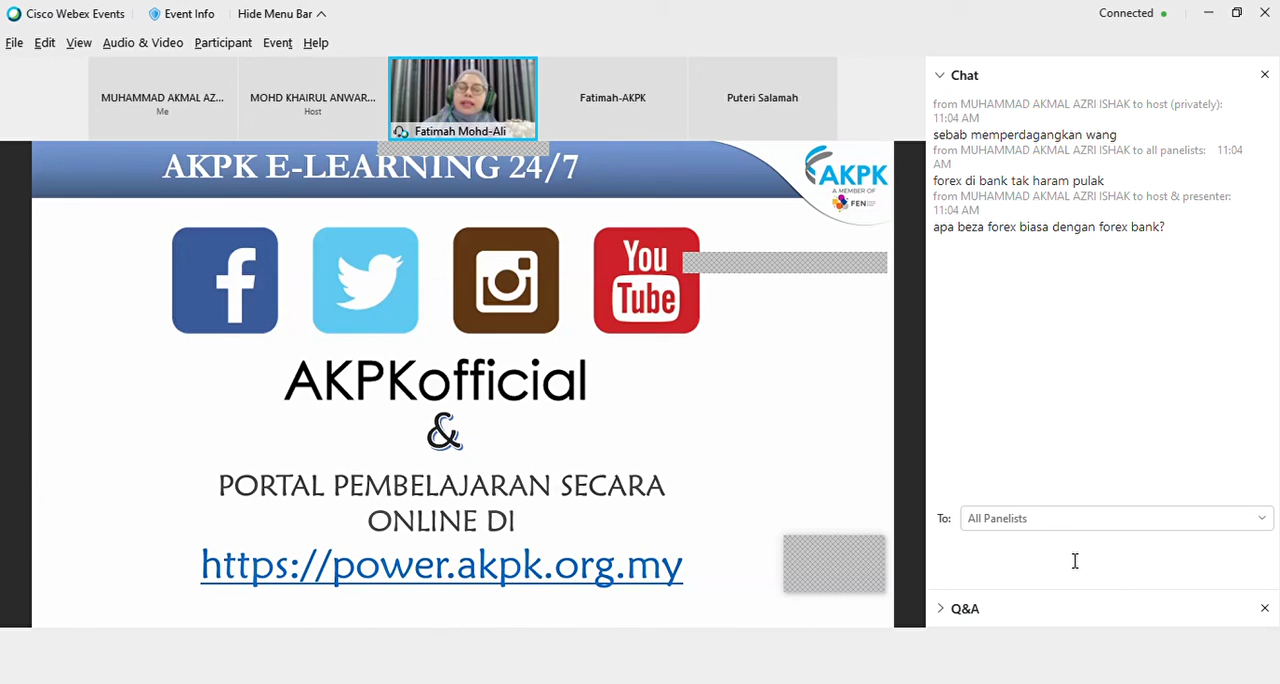 Cisco Webex Events
Event Info
Hide Menu Bar
Connected
File Edit View Audio & Video Participant Event Help
MUHAMMAD AKMAL AZ...
Me
MOHD KHAIRUL ANWAR...
Host
Fatimah Mohd-Ali
Fatimah-AKPK
Puteri Salamah
AKPK E-LEARNING 24/7
AKPK
A MEMBER OF
FEN
f
You
Tube
AKPKofficial
&
PORTAL PEMBELAJARAN SECARA
ONLINE DI
https://power.akpk.org.my
Chat
from MUHAMMAD AKMAL AZRI ISHAK to host (privately):
11:04 AM
sebab memperdagangkan wang
from MUHAMMAD AKMAL AZRI ISHAK to all panelists: 11:04
AM
forex di bank tak haram pulak
from MUHAMMAD AKMAL AZRI ISHAK to host & presenter:
11:04 AM
apa beza forex biasa dengan forex bank?
To: All Panelists
Q&A